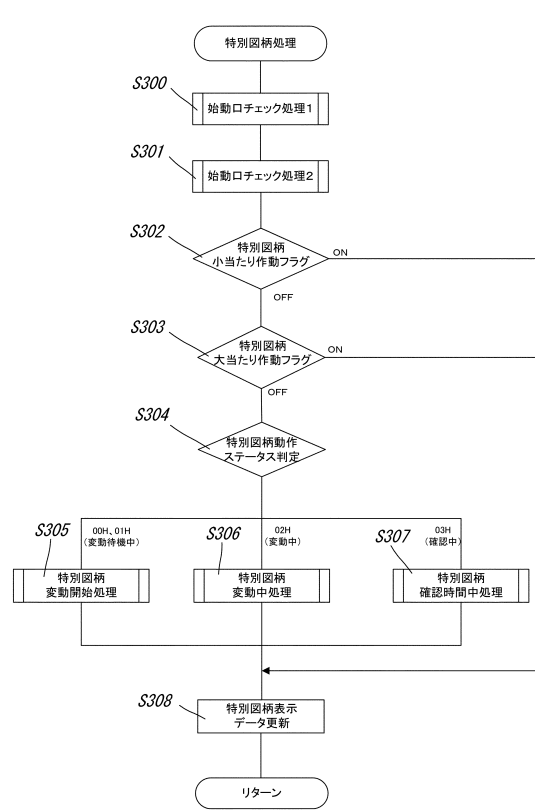 特別図柄処理
S300
始動口チェック処理1
S301
始動口チェック処理2
S302
特別図柄
小当たり作動フラグ
ON
OFF
S303
特別図柄
大当たり作動フラグ
ON
OFF
S304
特別図柄動作
ステータス判定
S305
00H、01H
(変動待機中)
S306
02H
(変動中)
S307
03H
(確認中)
特別図柄
変動開始処理
特別図柄
変動中処理
特別図柄
確認時間中処理
S308
特別図柄表示
データ更新
リターン